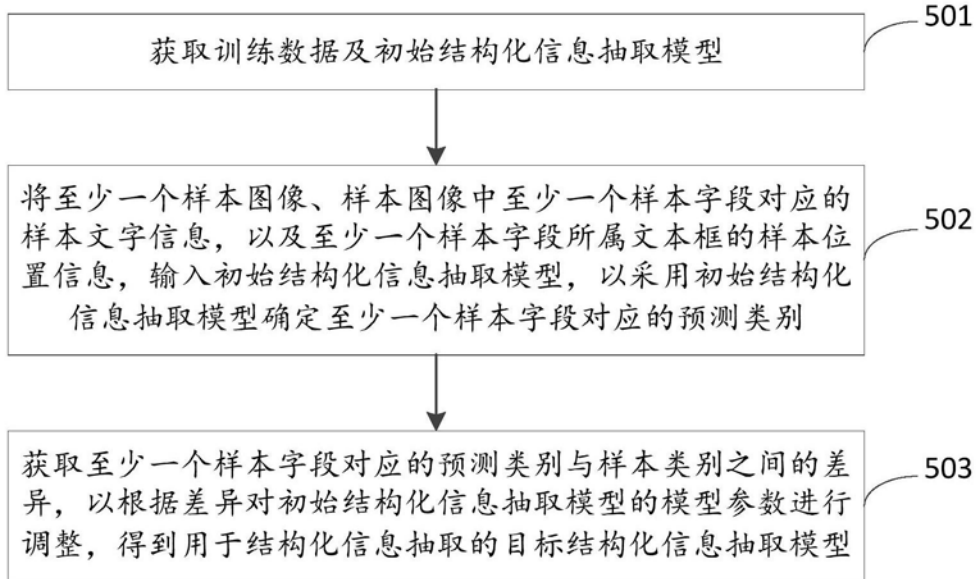 501
获取训练数据及初始结构化信息抽取模型
502
将至少一个样本图像、样本图像中至少一个样本字段对应的
样本文字信息，以及至少一个样本字段所属文本框的样本位
置信息，输入初始结构化信息抽取模型，以采用初始结构化
信息抽取模型确定至少一个样本字段对应的预测类别
503
获取至少一个样本字段对应的预测类别与样本类别之间的差
异，以根据差异对初始结构化信息抽取模型的模型参数进行
调整，得到用于结构化信息抽取的目标结构化信息抽取模型